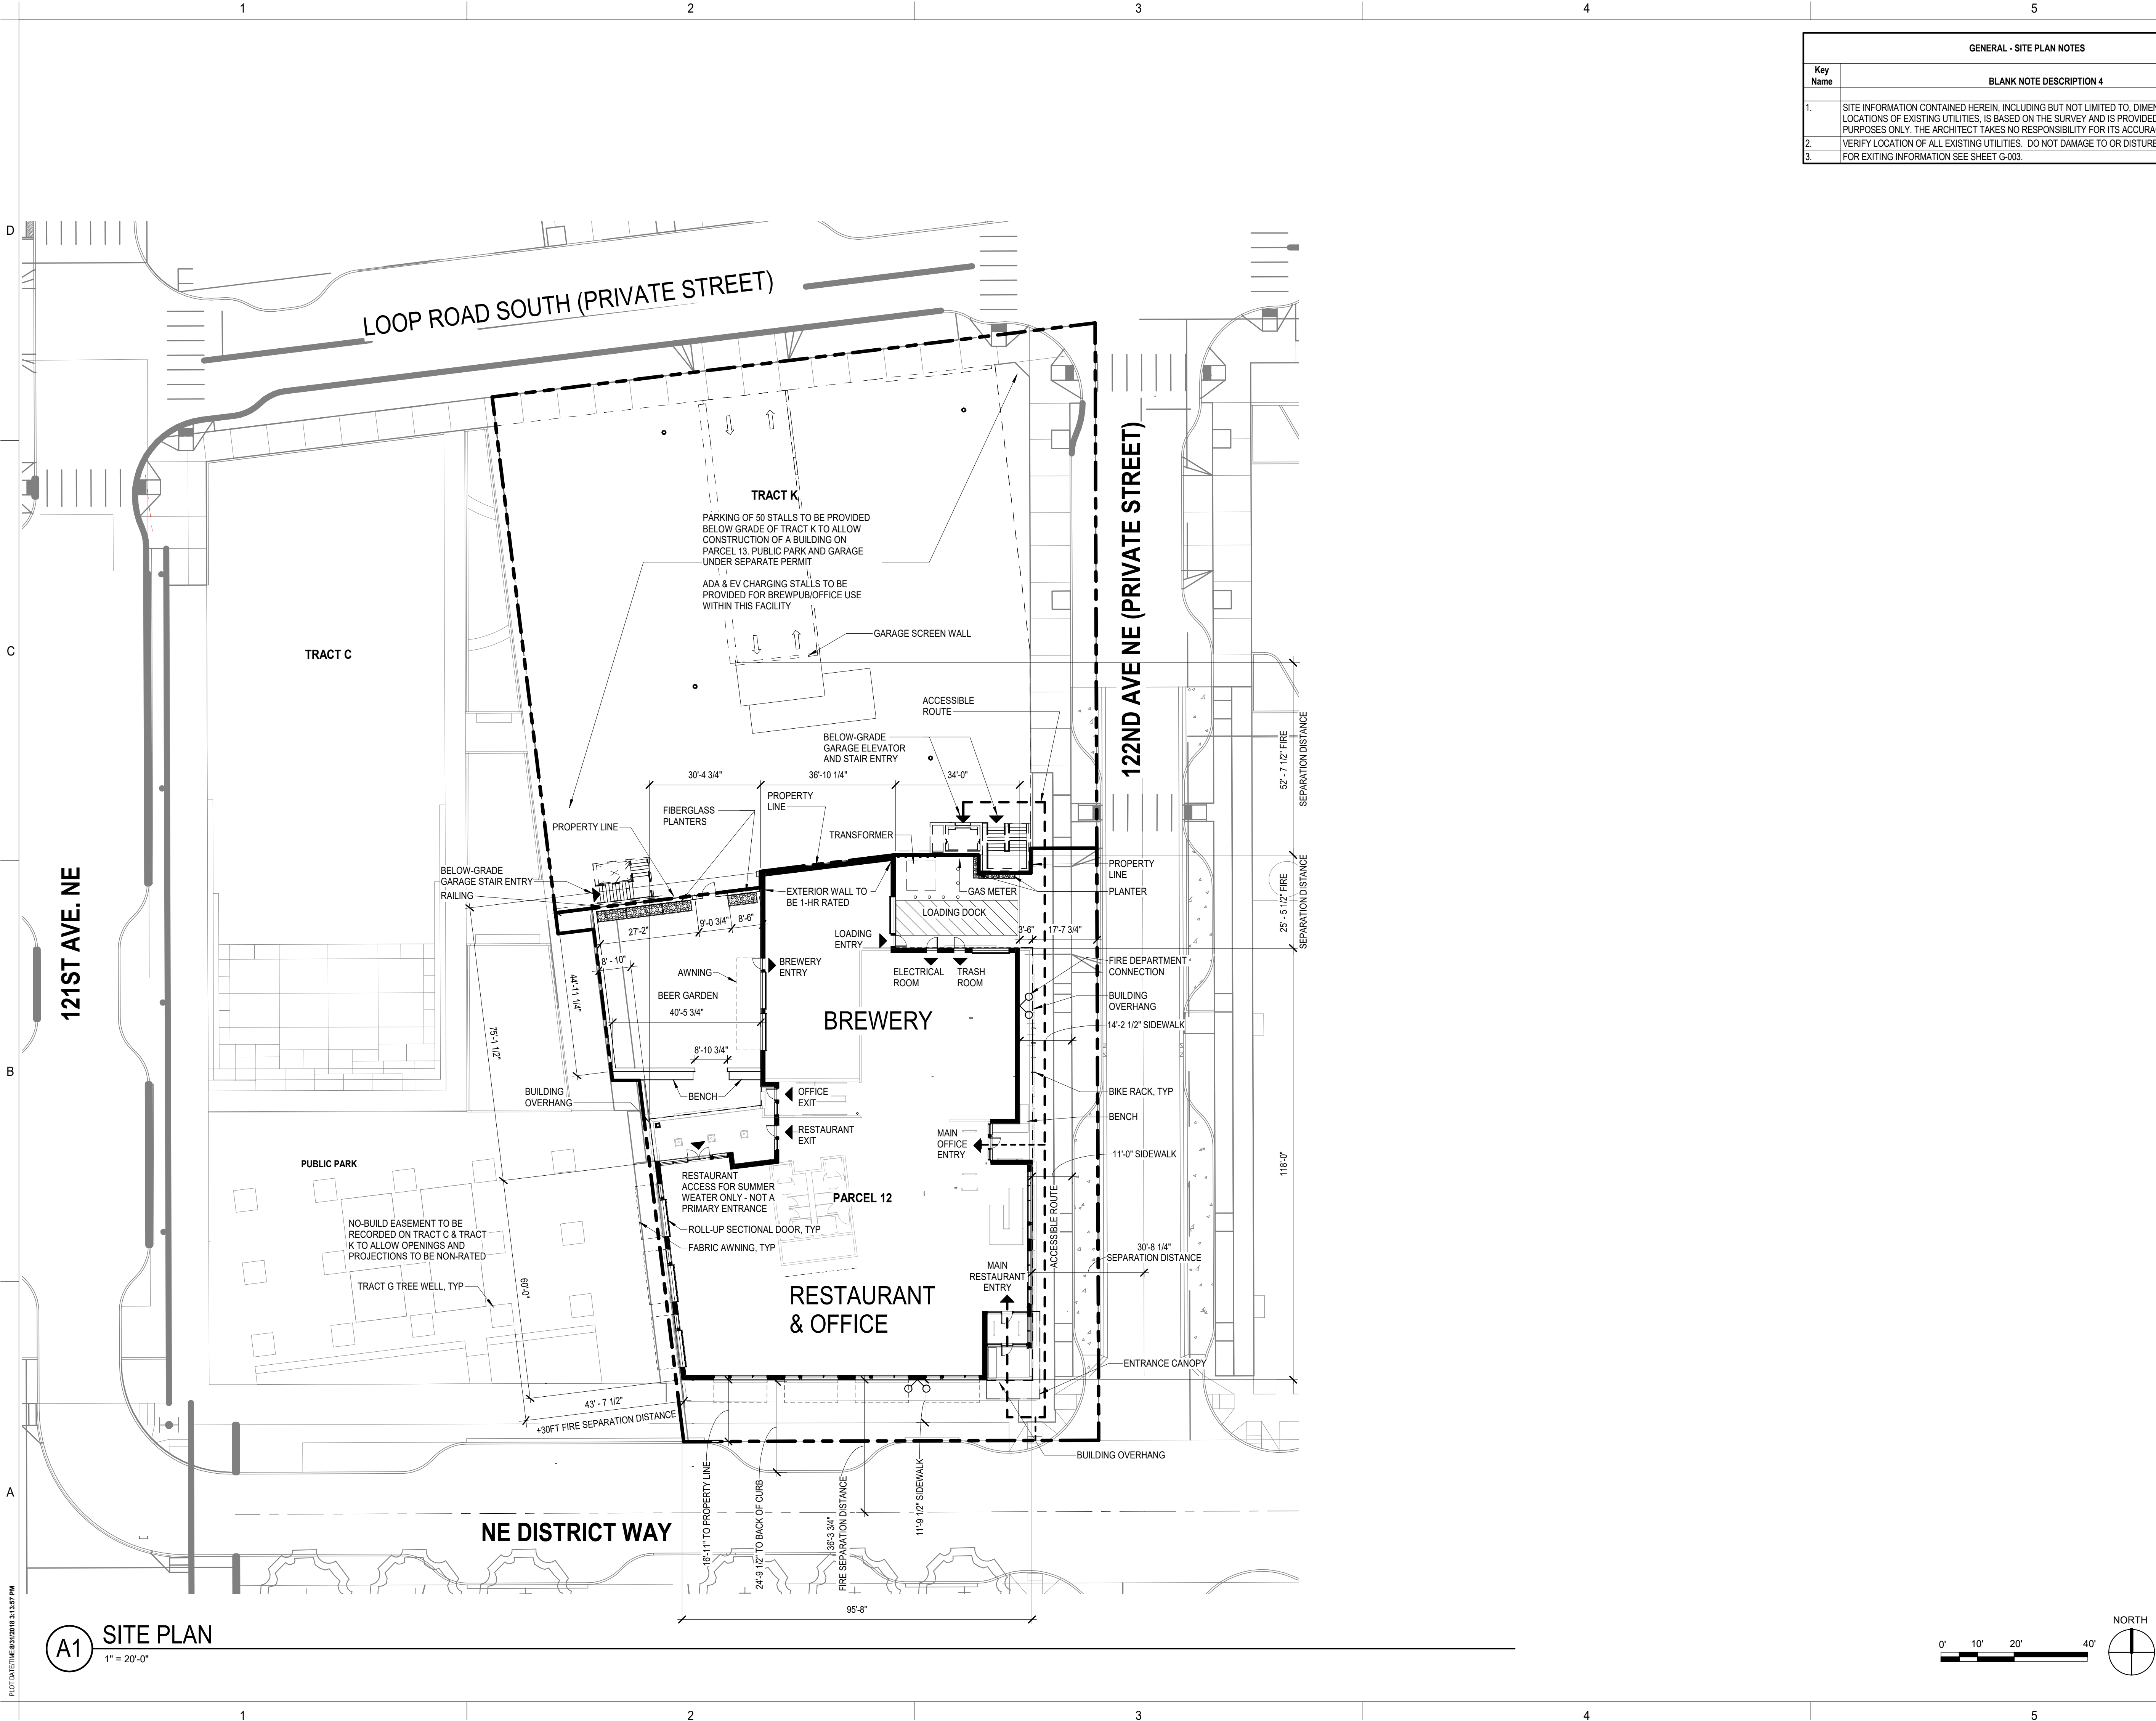 1
2
3
4
5
GENERAL - SITE PLAN NOTES
Key
Name
BLANK NOTE DESCRIPTION 4
1.
SITE INFORMATION CONTAINED HEREIN, INCLUDING BUT NOT LIMITED TO, DIMEN
LOCATIONS OF EXISTING UTILITIES, IS BASED ON THE SURVEY AND IS PROVIDED
PURPOSES ONLY. THE ARCHITECT TAKES NO RESPONSIBILITY FOR ITS ACCURA
2.
VERIFY LOCATION OF ALL EXISTING UTILITIES. DO NOT DAMAGE TO OR DISTURB
3.
FOR EXITING INFORMATION SEE SHEET G-003.
D
LOOP ROAD SOUTH (PRIVATE STREET)
TRACT K
PARKING OF 50 STALLS TO BE PROVIDED
BELOW GRADE OF TRACT K TO ALLOW
CONSTRUCTION OF A BUILDING ON
PARCEL 13. PUBLIC PARK AND GARAGE
UNDER SEPARATE PERMIT
ADA & EV CHARGING STALLS TO BE
PROVIDED FOR BREWPUB/OFFICE USE
WITHIN THIS FACILITY
122ND AVE NE (PRIVATE STREET)
GARAGE SCREEN WALL
C
TRACT C
ACCESSIBLE
ROUTE
BELOW-GRADE
GARAGE ELEVATOR
AND STAIR ENTRY
52' - 7 1/2" FIRE
SEPARATION DISTANCE
30'-4 3/4"
36'-10 1/4"
34'-0"
PROPERTY
LINE
FIBERGLASS
PLANTERS
PROPERTY LINE
TRANSFORMER
BELOW-GRADE
GARAGE STAIR ENTRY
RAILING
EXTERIOR WALL TO
BE 1-HR RATED
GAS METER
PROPERTY
LINE
PLANTER
25' - 5 1/2" FIRE
SEPARATION DISTANCE
LOADING DOCK
27'-2"
9'-0 3/4"
8'-6"
LOADING
ENTRY
3'-6"
17'-7 3/4"
121ST AVE. NE
8' - 10"
44'-11 1/4"
75'-1 1/2"
AWNING
BREWERY
ENTRY
ELECTRICAL
ROOM
TRASH
ROOM
FIRE DEPARTMENT
CONNECTION
BEER GARDEN
40'-5 3/4"
BREWERY
BUILDING
OVERHANG
14'-2 1/2" SIDEWALK
8'-10 3/4"
B
BUILDING
OVERHANG
BENCH
OFFICE
EXIT
BIKE RACK, TYP
BENCH
RESTAURANT
EXIT
MAIN
OFFICE
ENTRY
11'-0" SIDEWALK
118'-0"
PUBLIC PARK
RESTAURANT
ACCESS FOR SUMMER
WEATER ONLY - NOT A
PRIMARY ENTRANCE
PARCEL 12
ACCESSIBLE ROUTE
NO-BUILD EASEMENT TO BE
RECORDED ON TRACT C & TRACT
K TO ALLOW OPENINGS AND
PROJECTIONS TO BE NON-RATED
ROLL-UP SECTIONAL DOOR, TYP
FABRIC AWNING, TYP
30'-8 1/4"
SEPARATION DISTANCE
TRACT G TREE WELL, TYP
60'-0"
MAIN
RESTAURANT
ENTRY
RESTAURANT
& OFFICE
ENTRANCE CANOPY
43' - 7 1/2"
+30FT FIRE SEPARATION DISTANCE
BUILDING OVERHANG
A
16'-11" TO PROPERTY LINE
24'-9 1/2" TO BACK OF CURB
36'-3 3/4"
FIRE SEPARATION DISTANCE
11'-9 1/2" SIDEWALK
NE DISTRICT WAY
95'-8"
PLOT DATE/TIME: 8/31/2018 3:13:57 PM
A1
SITE PLAN
1" = 20'-0"
0'
10'
20'
40'
NORTH
1
2
3
4
5